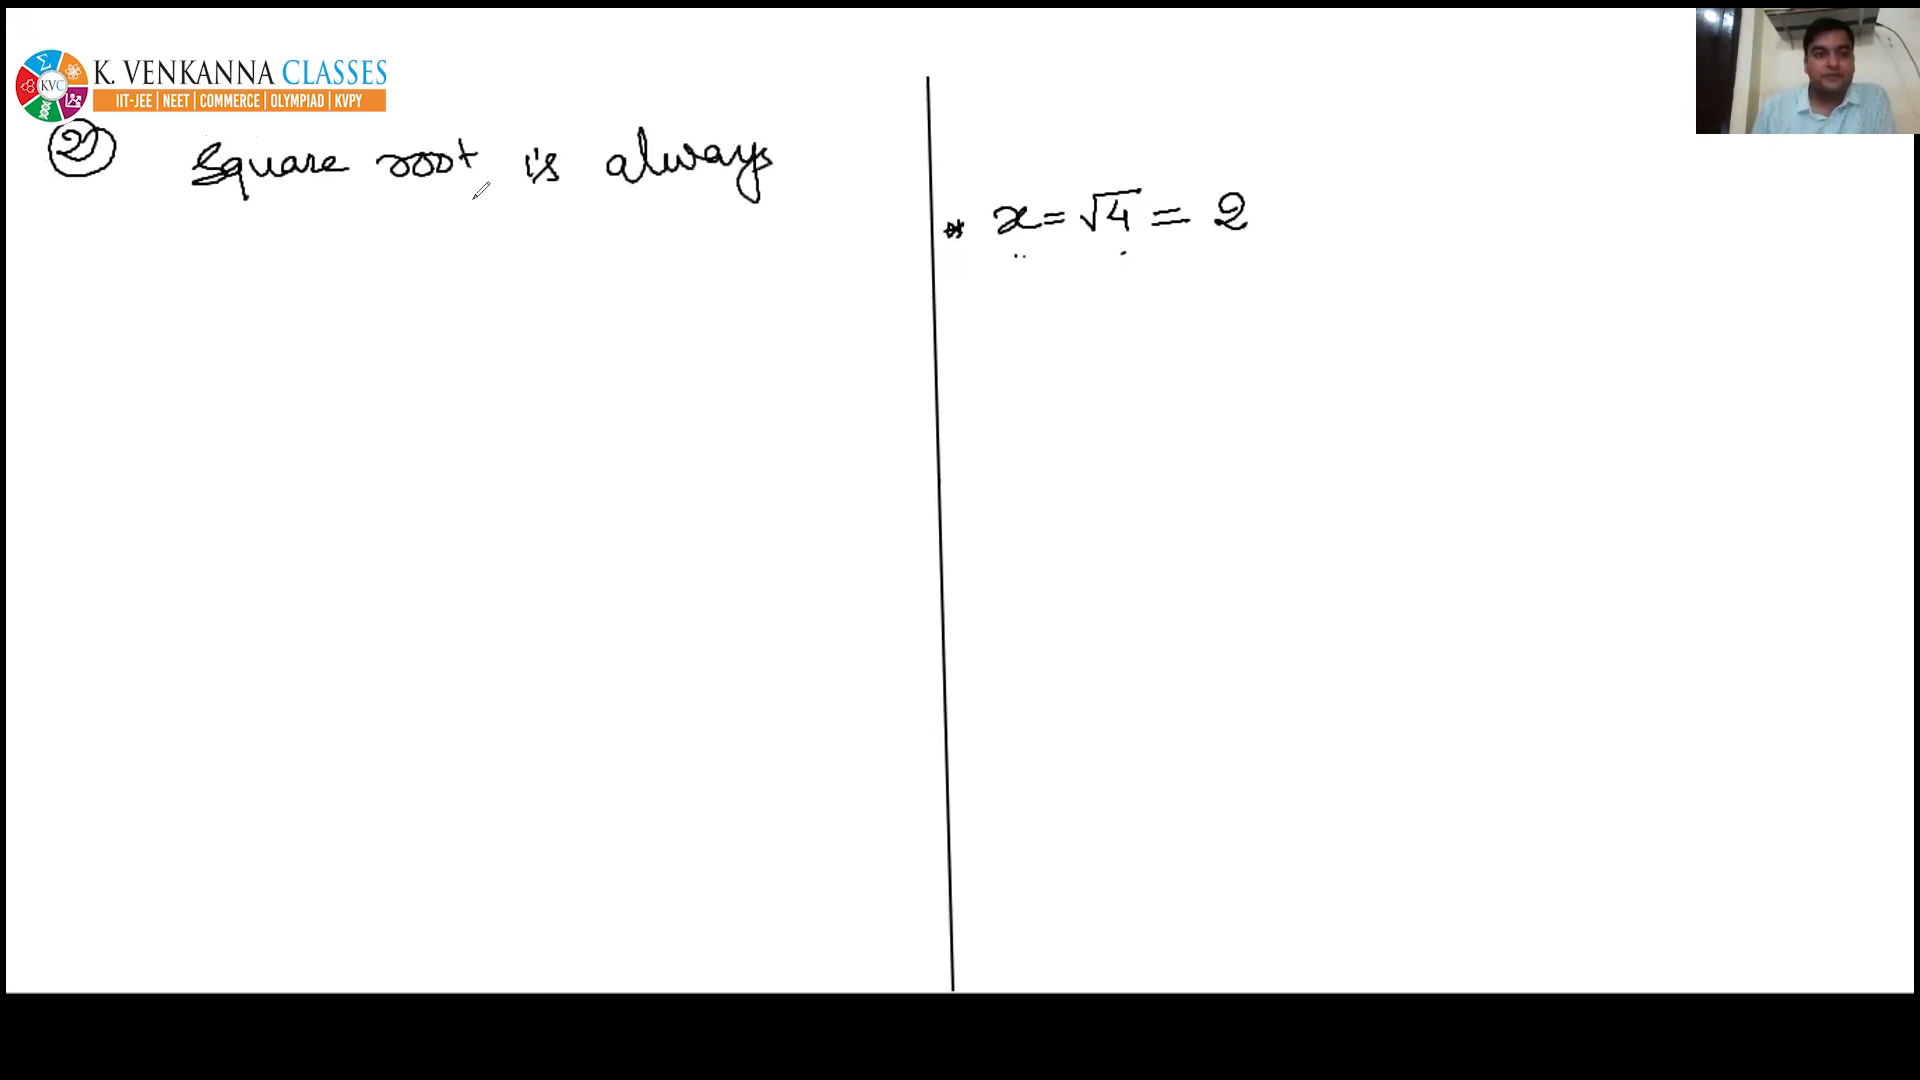 K. VENKANNA CLASSES
KVC
IIT-JEE | NEET | COMMERCE | OLYMPIAD | KVPY
② Square root is always
* x = √4 = 2